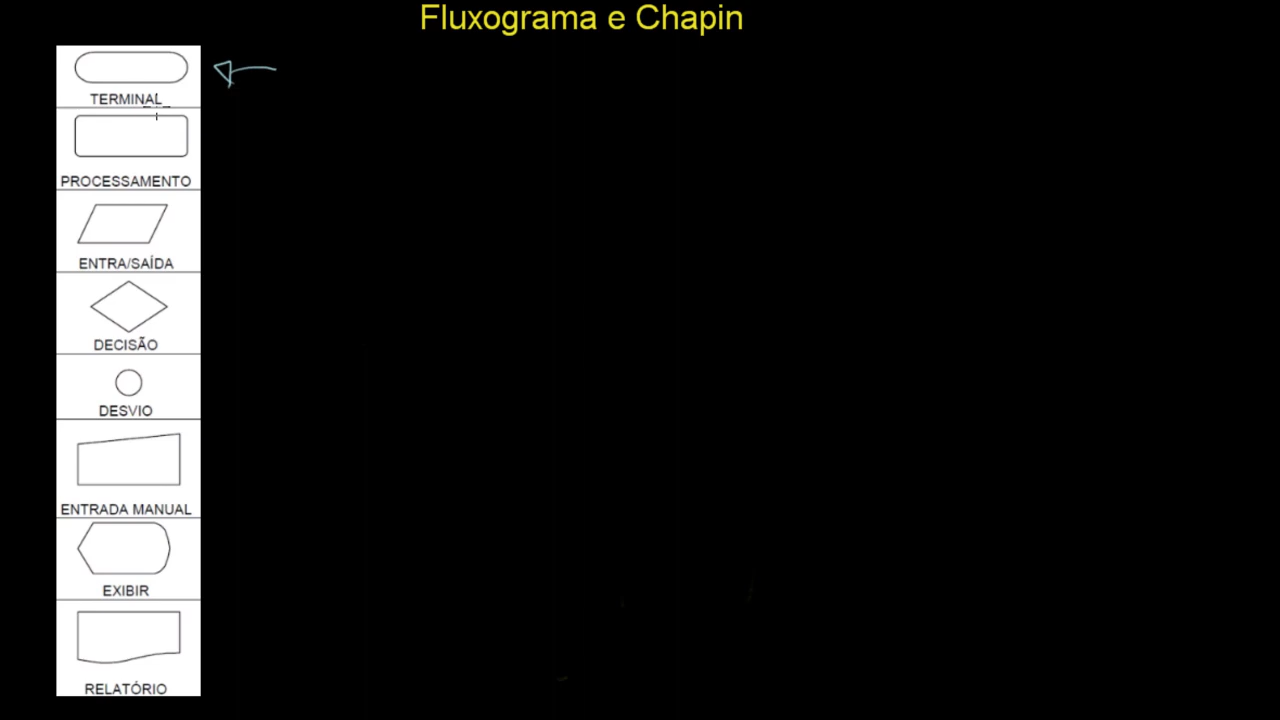 Fluxograma e Chapin
TERMINAL
PROCESSAMENTO
ENTRA/SAÍDA
DECISÃO
DESVIO
ENTRADA MANUAL
EXIBIR
RELATÓRIO